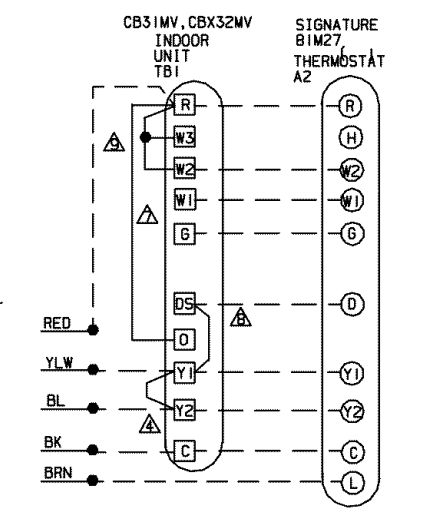 CB31MV, CBX32MV
INDOOR
UNIT
TB1
SIGNATURE
81M27
THERMOSTAT
A2
R R
9
W3 H
W2 W2
W1 W1
7
G G
DS D
8
RED
O
YLW Y1 Y1
BL Y2 Y2
4
BK C C
BRN L